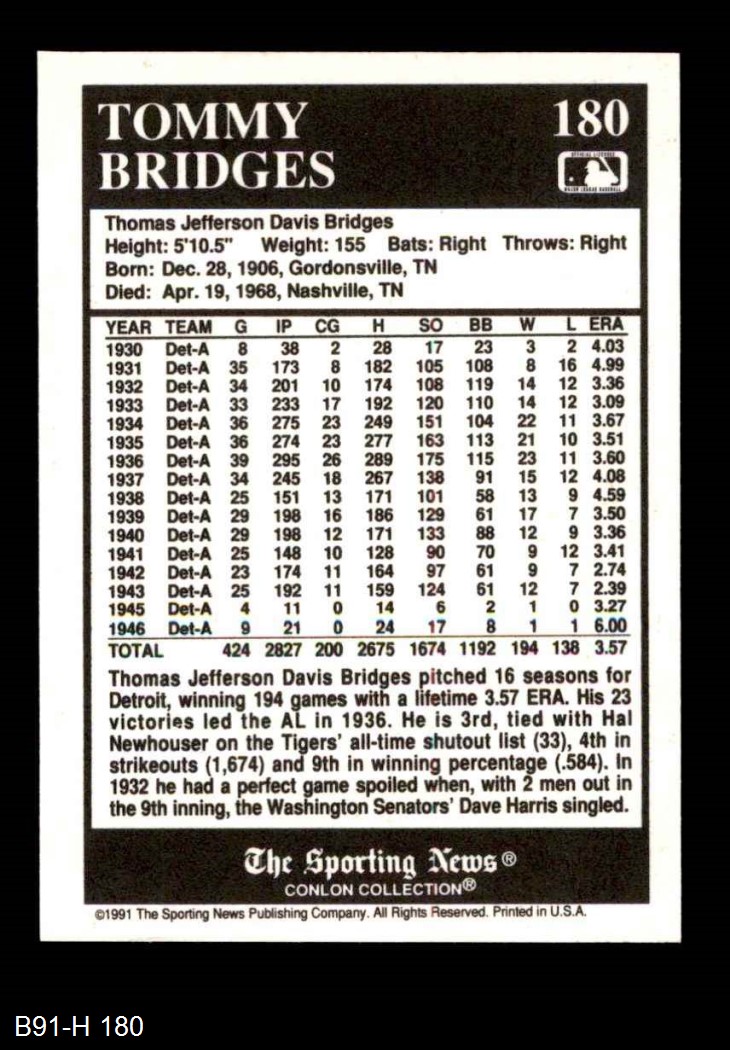 TOMMY 180
BRIDGES
OFFICIAL LICENSEE
MAJOR LEAGUE BASEBALL
Thomas Jefferson Davis Bridges
Height: 5'10.5" Weight: 155 Bats: Right Throws: Right
Born: Dec. 28, 1906, Gordonsville, TN
Died: Apr. 19, 1968, Nashville, TN
YEAR TEAM G IP CG H SO BB W L ERA
1930 Det-A 8 38 2 28 17 23 3 2 4.03
1931 Det-A 35 173 8 182 105 108 8 16 4.99
1932 Det-A 34 201 10 174 108 119 14 12 3.36
1933 Det-A 33 233 17 192 120 110 14 12 3.09
1934 Det-A 36 275 23 249 151 104 22 11 3.67
1935 Det-A 36 274 23 277 163 113 21 10 3.51
1936 Det-A 39 295 26 289 175 115 23 11 3.60
1937 Det-A 34 245 18 267 138 91 15 12 4.08
1938 Det-A 25 151 13 171 101 58 13 9 4.59
1939 Det-A 29 198 16 186 129 61 17 7 3.50
1940 Det-A 29 198 12 171 133 88 12 9 3.36
1941 Det-A 25 148 10 128 90 70 9 12 3.41
1942 Det-A 23 174 11 164 97 61 9 7 2.74
1943 Det-A 25 192 11 159 124 61 12 7 2.39
1945 Det-A 4 11 0 14 6 2 1 0 3.27
1946 Det-A 9 21 0 24 17 8 1 1 6.00
TOTAL 424 2827 200 2675 1674 1192 194 138 3.57
Thomas Jefferson Davis Bridges pitched 16 seasons for
Detroit, winning 194 games with a lifetime 3.57 ERA. His 23
victories led the AL in 1936. He is 3rd, tied with Hal
Newhouser on the Tigers' all-time shutout list (33), 4th in
strikeouts (1,674) and 9th in winning percentage (.584). In
1932 he had a perfect game spoiled when, with 2 men out in
the 9th inning, the Washington Senators' Dave Harris singled.
The Sporting News®
CONLON COLLECTION®
©1991 The Sporting News Publishing Company. All Rights Reserved. Printed in U.S.A.
B91-H 180